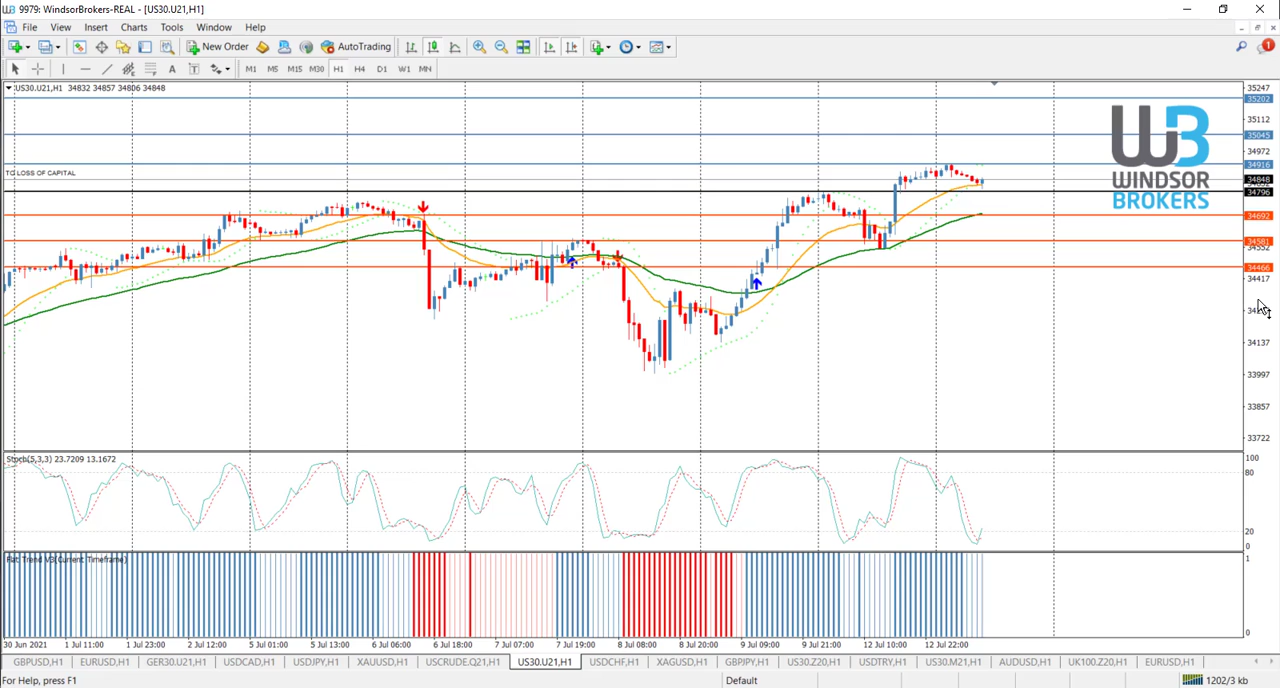 9979: WindsorBrokers-REAL - [US30.U21,H1]
File View Insert Charts Tools Window Help
New Order AutoTrading 1
A T M1 M5 M15 M30 H1 H4 D1 W1 MN
US30.U21,H1 34832 34857 34806 34848
35247
35202
35112
35045
34972
34916
TO LOSS OF CAPITAL
34848
34796
34692
34581
34552
34466
34417
34137
33997
33857
33722
W3
WINDSOR
BROKERS
Stoch(5,3,3) 23.7209 13.1672
100
80
20
0
Flat Trend V3(Current Timeframe)
1
0
30 Jun 2021 1 Jul 11:00 1 Jul 23:00 2 Jul 12:00 5 Jul 01:00 5 Jul 13:00 6 Jul 06:00 6 Jul 18:00 7 Jul 07:00 7 Jul 19:00 8 Jul 08:00 8 Jul 20:00 9 Jul 09:00 9 Jul 21:00 12 Jul 10:00 12 Jul 22:00
GBPUSD,H1 EURUSD,H1 GER30.U21,H1 USDCAD,H1 USDJPY,H1 XAUUSD,H1 USCRUDE.Q21,H1 US30.U21,H1 USDCHF,H1 XAGUSD,H1 GBPJPY,H1 US30.Z20,H1 USDTRY,H1 US30.M21,H1 AUDUSD,H1 UK100.Z20,H1 EURUSD,H1
For Help, press F1 Default 1202/3 kb